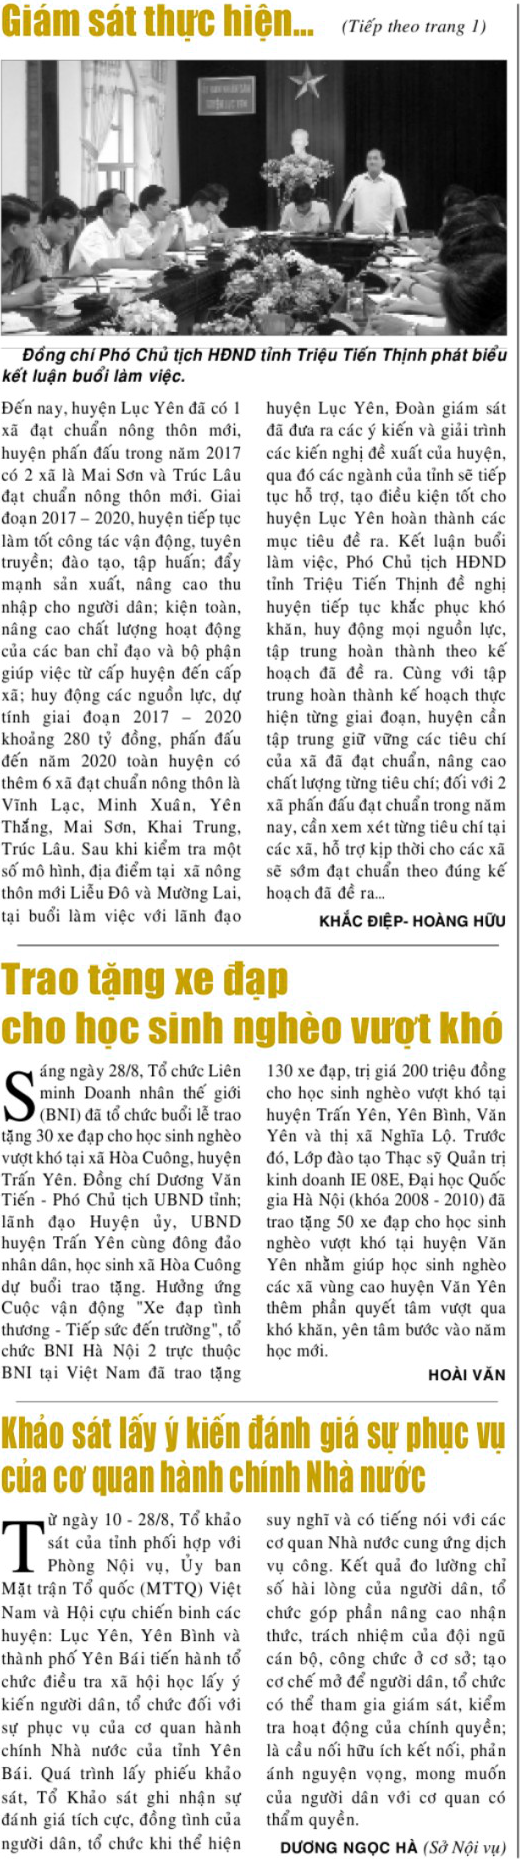 Giám sát thực hiện... (Tiếp theo trang 1)
ỦY BAN NHÂN DÂN
HUYỆN LỤC YÊN
Đồng chí Phó Chủ tịch HĐND tỉnh Triệu Tiến Thịnh phát biểu
kết luận buổi làm việc.
Đến nay, huyện Lục Yên đã có 1
xã đạt chuẩn nông thôn mới,
huyện phấn đấu trong năm 2017
có 2 xã là Mai Sơn và Trúc Lâu
đạt chuẩn nông thôn mới. Giai
đoạn 2017 – 2020, huyện tiếp tục
làm tốt công tác vận động, tuyên
truyền; đào tạo, tập huấn; đẩy
mạnh sản xuất, nâng cao thu
nhập cho người dân; kiện toàn,
nâng cao chất lượng hoạt động
của các ban chỉ đạo và bộ phận
giúp việc từ cấp huyện đến cấp
xã; huy động các nguồn lực, dự
tính giai đoạn 2017 – 2020
khoảng 280 tỷ đồng, phấn đấu
đến năm 2020 toàn huyện có
thêm 6 xã đạt chuẩn nông thôn là
Vĩnh Lạc, Minh Xuân, Yên
Thắng, Mai Sơn, Khai Trung,
Trúc Lâu. Sau khi kiểm tra một
số mô hình, địa điểm tại xã nông
thôn mới Liễu Đô và Mường Lai,
tại buổi làm việc với lãnh đạo
huyện Lục Yên, Đoàn giám sát
đã đưa ra các ý kiến và giải trình
các kiến nghị đề xuất của huyện,
qua đó các ngành của tỉnh sẽ tiếp
tục hỗ trợ, tạo điều kiện tốt cho
huyện Lục Yên hoàn thành các
mục tiêu đề ra. Kết luận buổi
làm việc, Phó Chủ tịch HĐND
tỉnh Triệu Tiến Thịnh đề nghị
huyện tiếp tục khắc phục khó
khăn, huy động mọi nguồn lực,
tập trung hoàn thành theo kế
hoạch đã đề ra. Cùng với tập
trung hoàn thành kế hoạch thực
hiện từng giai đoạn, huyện cần
tập trung giữ vững các tiêu chí
của xã đã đạt chuẩn, nâng cao
chất lượng từng tiêu chí; đối với 2
xã phấn đấu đạt chuẩn trong năm
nay, cần xem xét từng tiêu chí tại
các xã, hỗ trợ kịp thời cho các xã
sẽ sớm đạt chuẩn theo đúng kế
hoạch đã đề ra...
KHẮC ĐIỆP- HOÀNG HỮU
Trao tặng xe đạp
cho học sinh nghèo vượt khó
Sáng ngày 28/8, Tổ chức Liên
minh Doanh nhân thế giới
(BNI) đã tổ chức buổi lễ trao
tặng 30 xe đạp cho học sinh nghèo
vượt khó tại xã Hòa Cuông, huyện
Trấn Yên. Đồng chí Dương Văn
Tiến - Phó Chủ tịch UBND tỉnh;
lãnh đạo Huyện ủy, UBND
huyện Trấn Yên cùng đông đảo
nhân dân, học sinh xã Hòa Cuông
dự buổi trao tặng. Hưởng ứng
Cuộc vận động "Xe đạp tình
thương - Tiếp sức đến trường", tổ
chức BNI Hà Nội 2 trực thuộc
BNI tại Việt Nam đã trao tặng
130 xe đạp, trị giá 200 triệu đồng
cho học sinh nghèo vượt khó tại
huyện Trấn Yên, Yên Bình, Văn
Yên và thị xã Nghĩa Lộ. Trước
đó, Lớp đào tạo Thạc sỹ Quản trị
kinh doanh IE 08E, Đại học Quốc
gia Hà Nội (khóa 2008 - 2010) đã
trao tặng 50 xe đạp cho học sinh
nghèo vượt khó tại huyện Văn
Yên nhằm giúp học sinh nghèo
các xã vùng cao huyện Văn Yên
thêm phần quyết tâm vượt qua
khó khăn, yên tâm bước vào năm
học mới.
HOÀI VĂN
Khảo sát lấy ý kiến đánh giá sự phục vụ
của cơ quan hành chính Nhà nước
Từ ngày 10 - 28/8, Tổ khảo
sát của tỉnh phối hợp với
Phòng Nội vụ, Ủy ban
Mặt trận Tổ quốc (MTTQ) Việt
Nam và Hội cựu chiến binh các
huyện: Lục Yên, Yên Bình và
thành phố Yên Bái tiến hành tổ
chức điều tra xã hội học lấy ý
kiến người dân, tổ chức đối với
sự phục vụ của cơ quan hành
chính Nhà nước của tỉnh Yên
Bái. Quá trình lấy phiếu khảo
sát, Tổ Khảo sát ghi nhận sự
đánh giá tích cực, đồng tình của
người dân, tổ chức khi thể hiện
suy nghĩ và có tiếng nói với các
cơ quan Nhà nước cung ứng dịch
vụ công. Kết quả đo lường chỉ
số hài lòng của người dân, tổ
chức góp phần nâng cao nhận
thức, trách nhiệm của đội ngũ
cán bộ, công chức ở cơ sở; tạo
cơ chế mở để người dân, tổ chức
có thể tham gia giám sát, kiểm
tra hoạt động của chính quyền;
là cầu nối hữu ích kết nối, phản
ánh nguyện vọng, mong muốn
của người dân với cơ quan có
thẩm quyền.
DƯƠNG NGỌC HÀ (Sở Nội vụ)